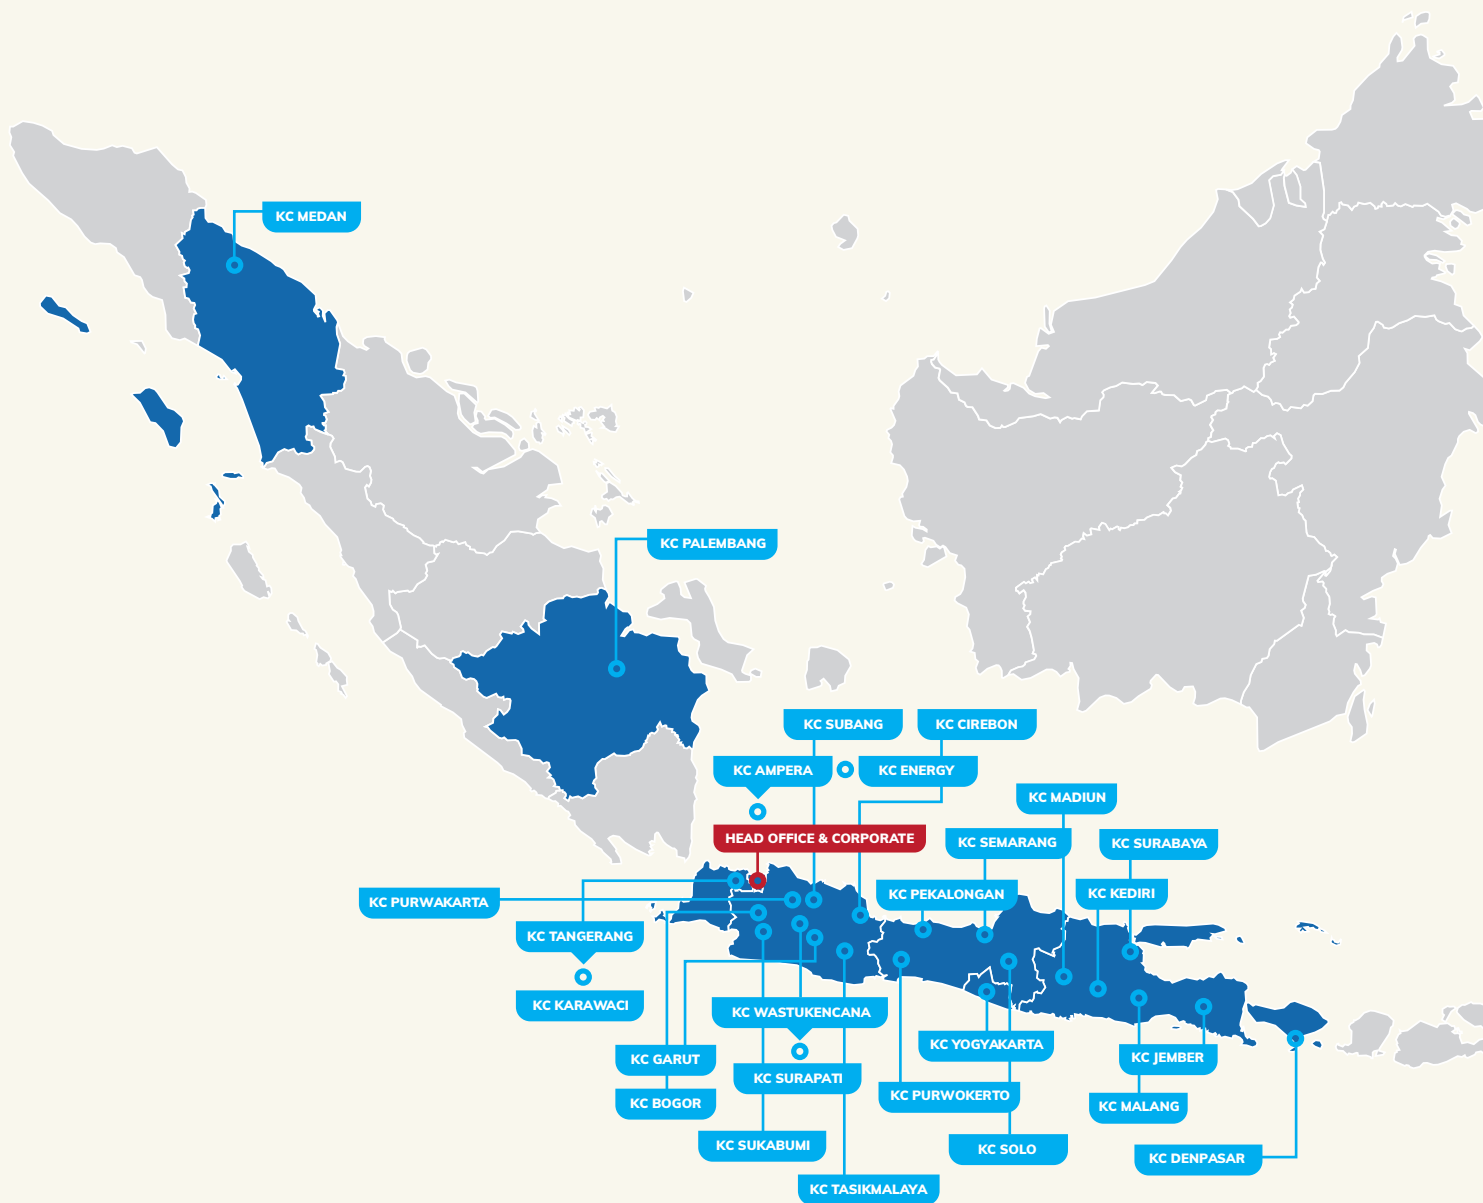 KC MEDAN
KC PALEMBANG
KC SUBANG
KC CIREBON
KC AMPERA
KC ENERGY
KC MADIUN
HEAD OFFICE & CORPORATE
KC SEMARANG
KC SURABAYA
KC PEKALONGAN
KC KEDIRI
KC PURWAKARTA
KC TANGERANG
KC KARAWACI
KC WASTUKENCANA
KC YOGYAKARTA
KC GARUT
KC JEMBER
KC SURAPATI
KC PURWOKERTO
KC BOGOR
KC MALANG
KC SUKABUMI
KC SOLO
KC DENPASAR
KC TASIKMALAYA